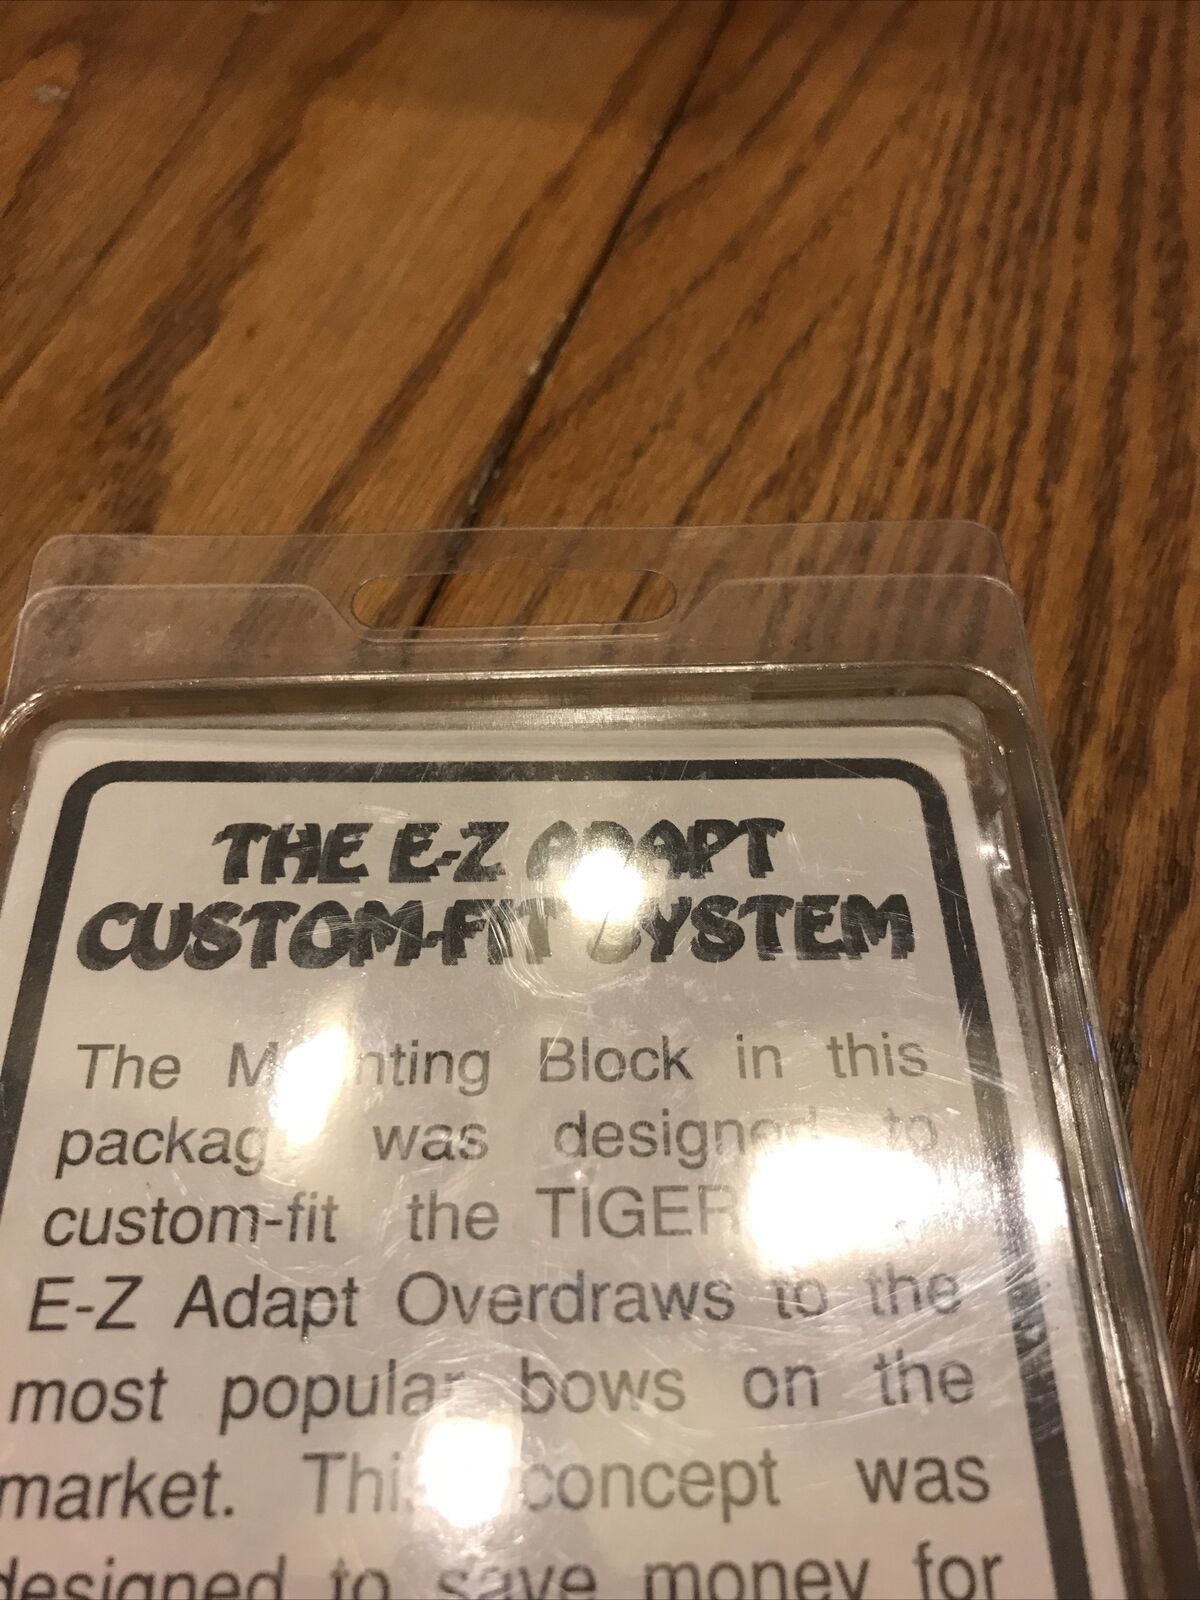 THE E-Z ADAPT
CUSTOM-FIT SYSTEM
The Mounting Block in this
package was designed to
custom-fit the TIGER
E-Z Adapt Overdraws to the
most popular bows on the
market. This concept was
designed to save money for